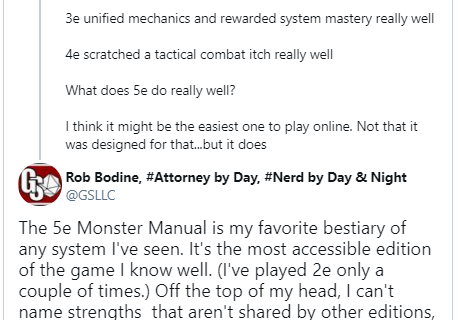 3e unified mechanics and rewarded system mastery really well
4e scratched a tactical combat itch really well
What does 5e do really well?
I think it might be the easiest one to play online. Not that it
was designed for that...but it does
GS
Rob Bodine, #Attorney by Day, #Nerd by Day & Night
@GSLLC
The 5e Monster Manual is my favorite bestiary of
any system I've seen. It's the most accessible edition
of the game I know well. (I've played 2e only a
couple of times.) Off the top of my head, I can't
name strengths  that aren't shared by other editions,